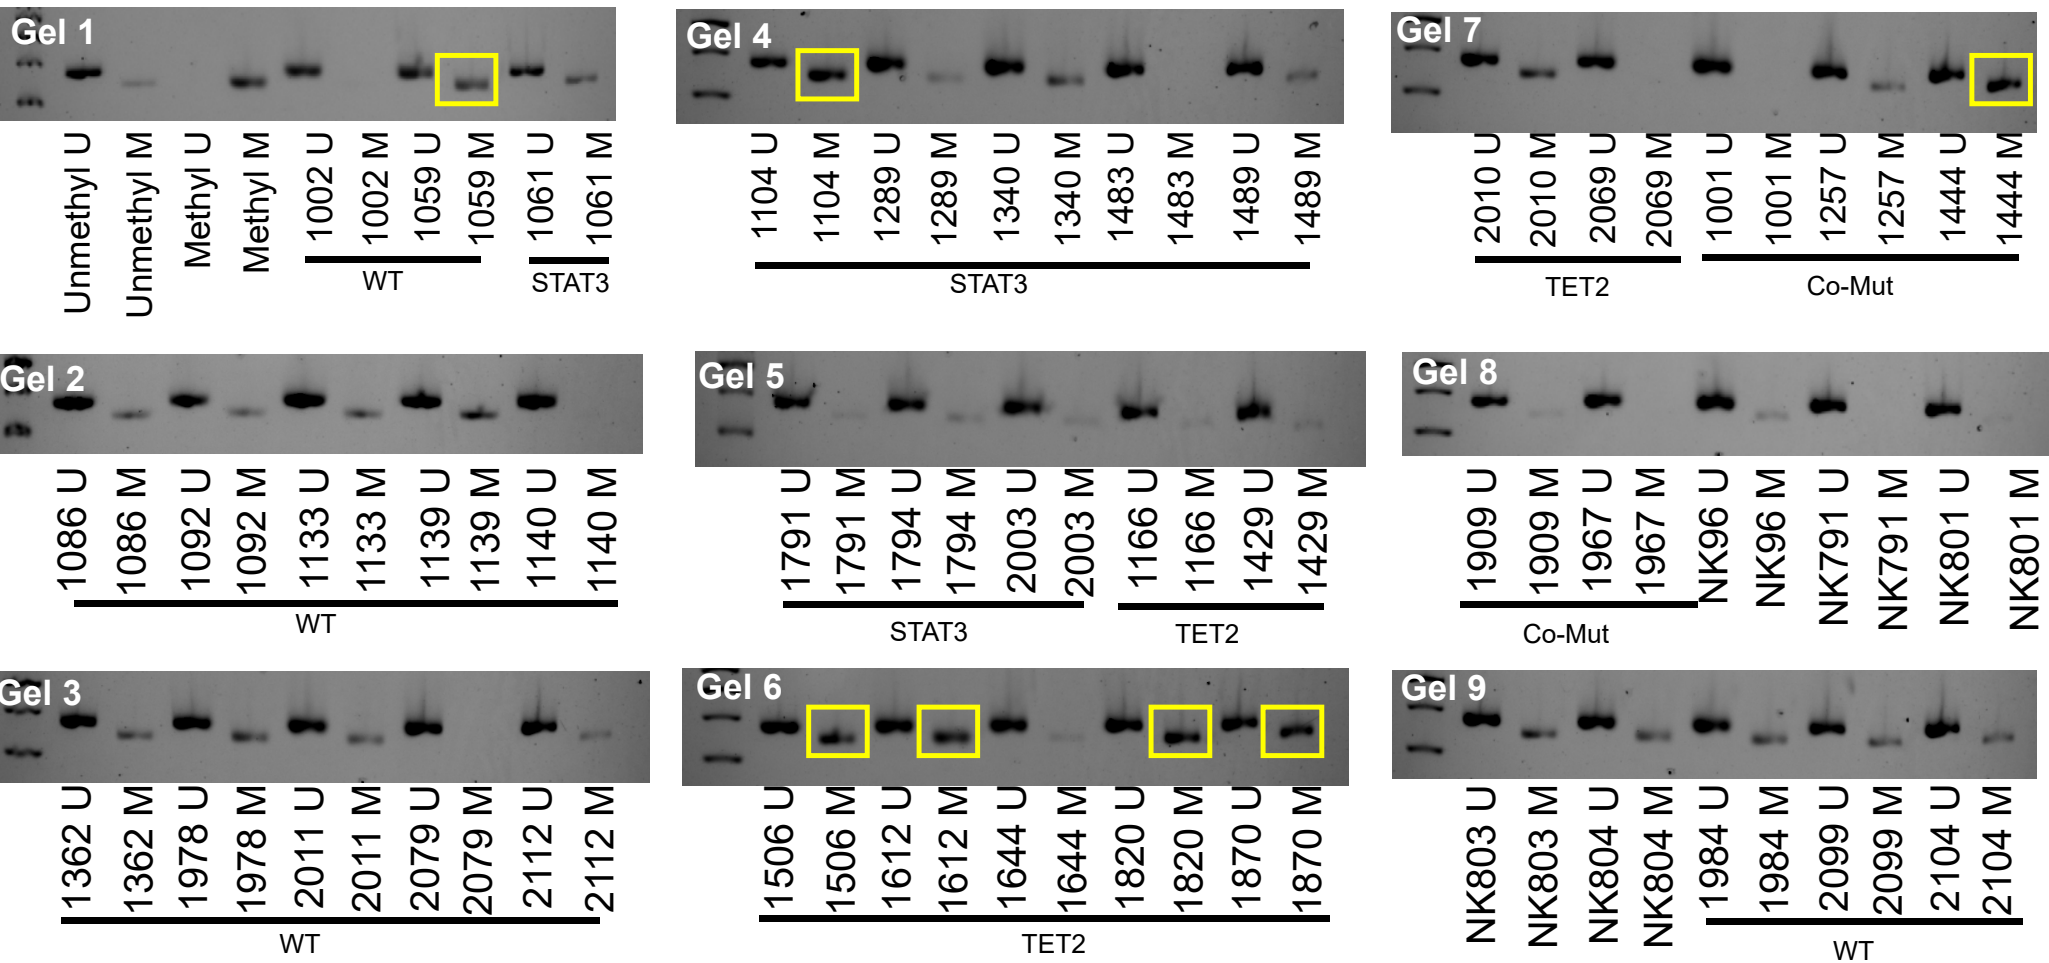 Gel 1
Unmethyl U
Unmethyl M
Methyl U
Methyl M
1002 U
1002 M
1059 U
1059 M
1061 U
1061 M
WT
STAT3
Gel 4
1104 U
1104 M
1289 U
1289 M
1340 U
1340 M
1483 U
1483 M
1489 U
1489 M
STAT3
Gel 7
2010 U
2010 M
2069 U
2069 M
1001 U
1001 M
1257 U
1257 M
1444 U
1444 M
TET2
Co-Mut
Gel 2
1086 U
1086 M
1092 U
1092 M
1133 U
1133 M
1139 U
1139 M
1140 U
1140 M
WT
Gel 5
1791 U
1791 M
1794 U
1794 M
2003 U
2003 M
1166 U
1166 M
1429 U
1429 M
STAT3
TET2
Gel 8
1909 U
1909 M
1967 U
1967 M
NK96 U
NK96 M
NK791 U
NK791 M
NK801 U
NK801 M
Co-Mut
Gel 3
1362 U
1362 M
1978 U
1978 M
2011 U
2011 M
2079 U
2079 M
2112 U
2112 M
WT
Gel 6
1506 U
1506 M
1612 U
1612 M
1644 U
1644 M
1820 U
1820 M
1870 U
1870 M
TET2
Gel 9
NK803 U
NK803 M
NK804 U
NK804 M
1984 U
1984 M
2099 U
2099 M
2104 U
2104 M
WT